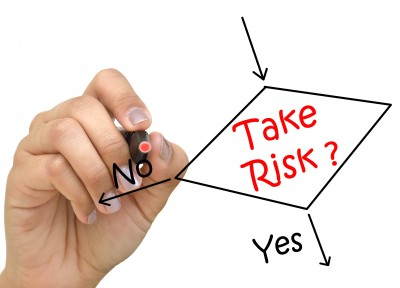 Take
Risk?
No
Yes